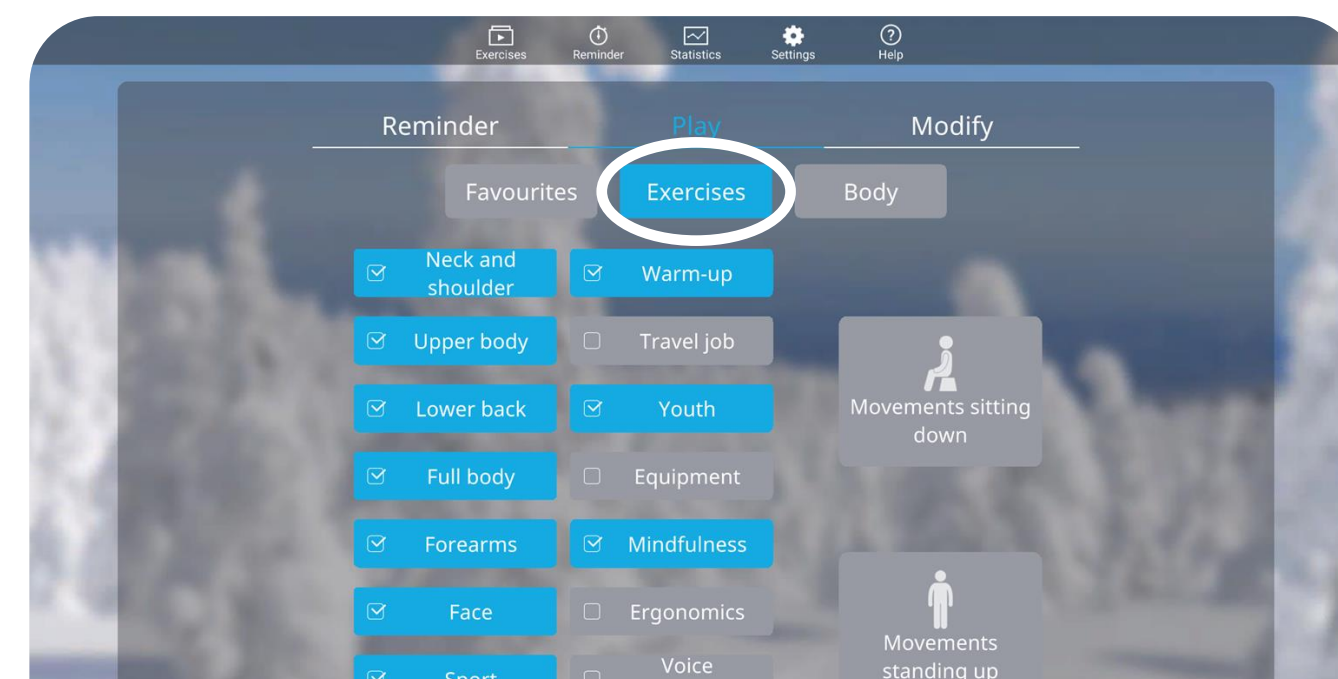 Exercises
Reminder
Statistics
Settings
Help
Reminder
Play
Modify
Favourites
Exercises
Body
Neck and
shoulder
Warm-up
Upper body
Travel job
Lower back
Youth
Movements sitting
down
Full body
Equipment
Forearms
Mindfulness
Face
Ergonomics
Movements
standing up
Sport
Voice